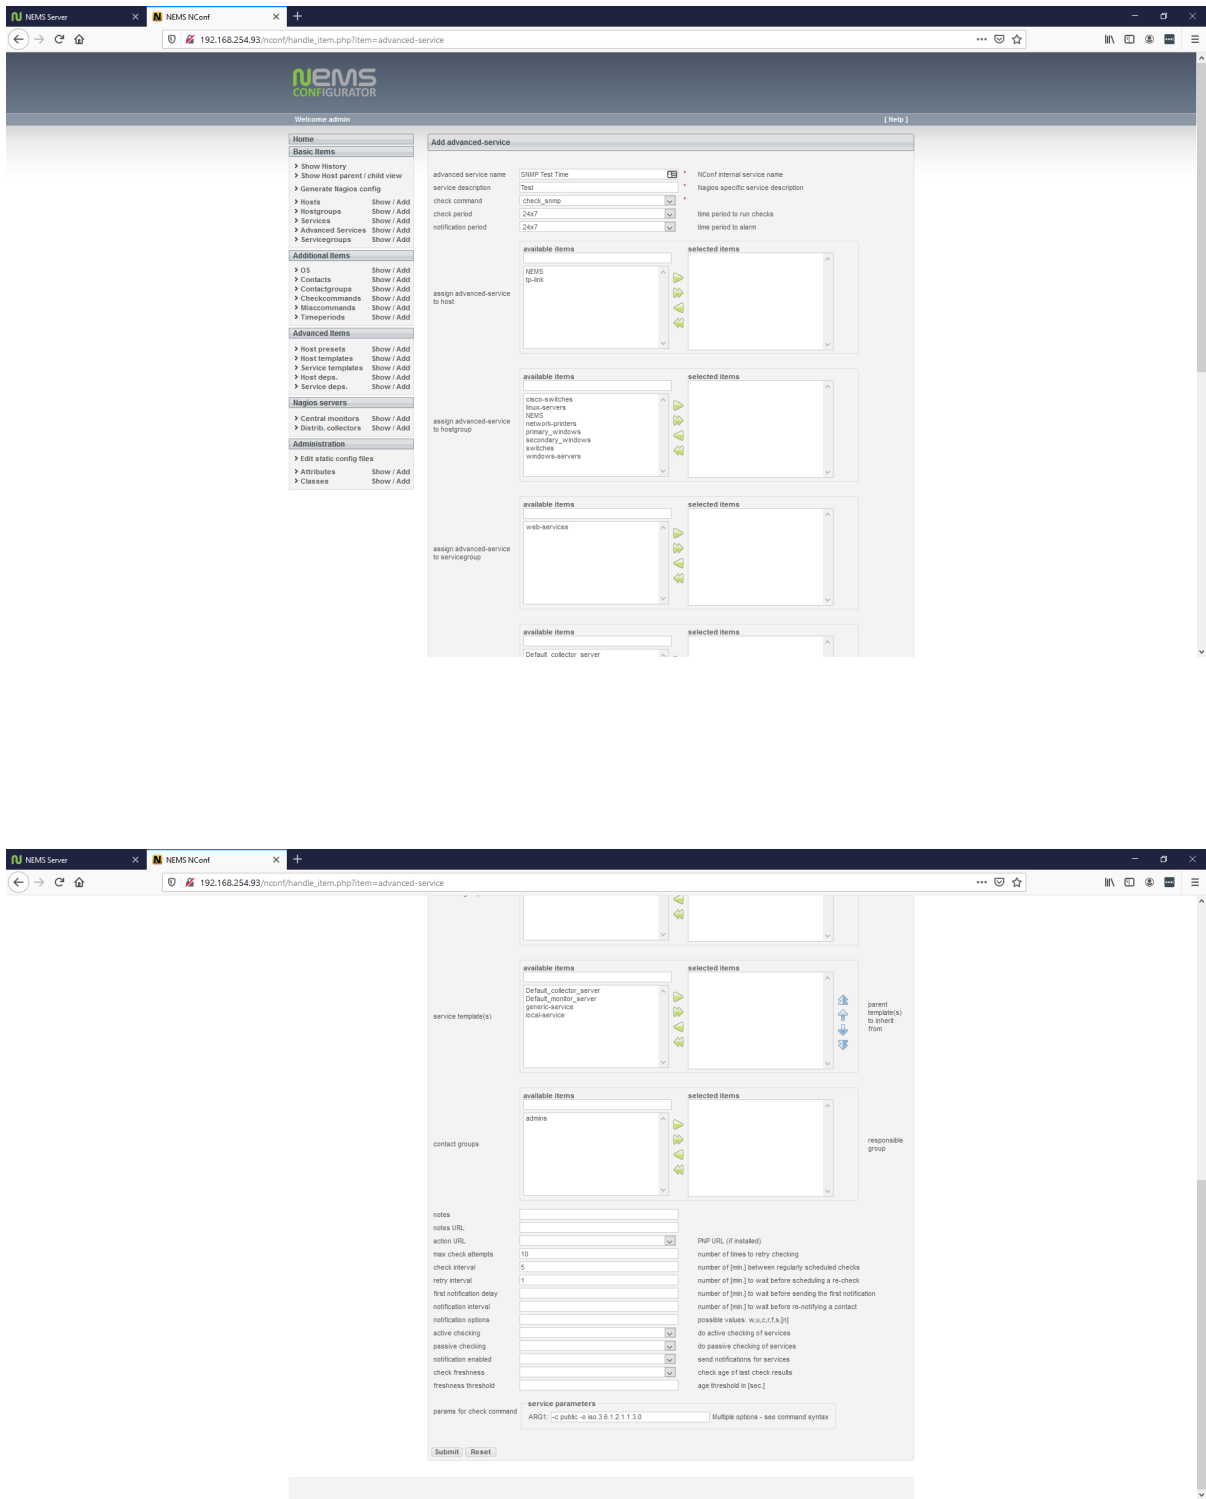 NEMS Server
NEMS NConf
192.168.254.93/nconf/handle_item.php?item=advanced-service
NEMS
CONFIGURATOR
Welcome admin
[ Help ]
Home
Basic Items
Show History
Show Host parent / child view
Generate Nagios config
Hosts Show / Add
Hostgroups Show / Add
Services Show / Add
Advanced Services Show / Add
Servicegroups Show / Add
Additional Items
OS Show / Add
Contacts Show / Add
Contactgroups Show / Add
Checkcommands Show / Add
Misccommands Show / Add
Timeperiods Show / Add
Advanced Items
Host presets Show / Add
Host templates Show / Add
Service templates Show / Add
Host deps. Show / Add
Service deps. Show / Add
Nagios servers
Central monitors Show / Add
Distrib. collectors Show / Add
Administration
Edit static config files
Attributes Show / Add
Classes Show / Add
Add advanced-service
advanced service name SNMP Test Time * NConf internal service name
service description Test * Nagios specific service description
check command check_snmp *
check period 24x7 time period to run checks
notification period 24x7 time period to alarm
available items selected items
NEMS
tp-link
assign advanced-service
to host
available items selected items
cisco-switches
linux-servers
NEMS
network-printers
primary_windows
secondary_windows
switches
windows-servers
assign advanced-service
to hostgroup
available items selected items
web-services
assign advanced-service
to servicegroup
available items selected items
Default_collector_server
NEMS Server
NEMS NConf
192.168.254.93/nconf/handle_item.php?item=advanced-service
available items selected items
Default_collector_server
Default_monitor_server
generic-service
local-service
service template(s)
parent
template(s)
to inherit
from
available items selected items
admins
contact groups
responsible
group
notes
notes URL
action URL PNP URL (if installed)
max check attempts 10 number of times to retry checking
check interval 5 number of [min.] between regularly scheduled checks
retry interval 1 number of [min.] to wait before scheduling a re-check
first notification delay number of [min.] to wait before sending the first notification
notification interval number of [min.] to wait before re-notifying a contact
notification options possible values: w,u,c,r,f,s,[n]
active checking do active checking of services
passive checking do passive checking of services
notification enabled send notifications for services
check freshness check age of last check results
freshness threshold age threshold in [sec.]
service parameters
params for check command ARG1: -c public -o iso.3.6.1.2.1.1.3.0 Multiple options - see command syntax
Submit Reset